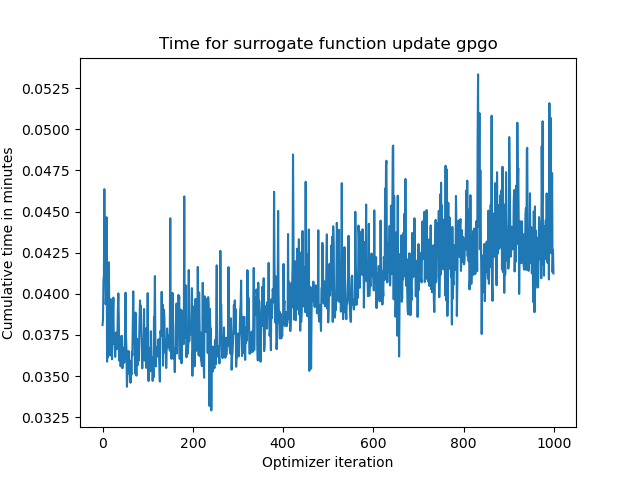 Time for surrogate function update gpgo
Cumulative time in minutes
0.0525
0.0500
0.0475
0.0450
0.0425
0.0400
0.0375
0.0350
0.0325
0 200 400 600 800 1000
Optimizer iteration